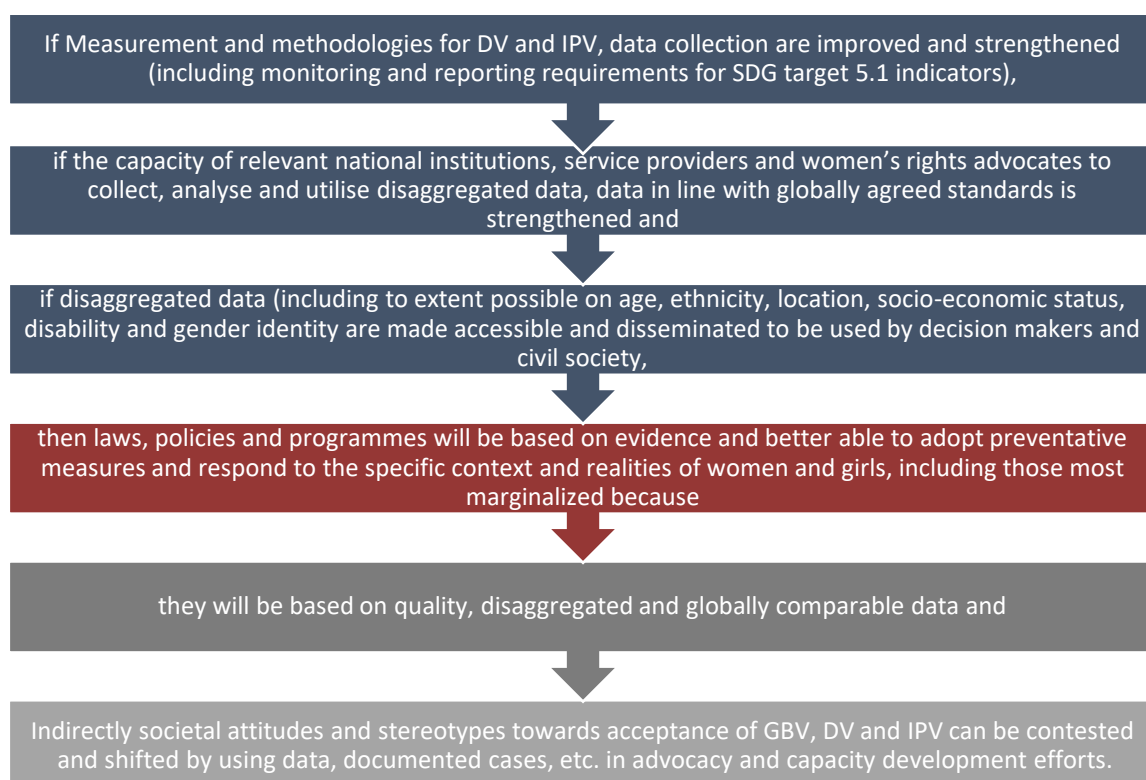 If Measurement and methodologies for DV and IPV, data collection are improved and strengthened
(including monitoring and reporting requirements for SDG target 5.1 indicators),
if the capacity of relevant national institutions, service providers and women’s rights advocates to
collect, analyse and utilise disaggregated data, data in line with globally agreed standards is
strengthened and
if disaggregated data (including to extent possible on age, ethnicity, location, socio-economic status,
disability and gender identity are made accessible and disseminated to be used by decision makers and
civil society,
then laws, policies and programmes will be based on evidence and better able to adopt preventative
measures and respond to the specific context and realities of women and girls, including those most
marginalized because
they will be based on quality, disaggregated and globally comparable data and
Indirectly societal attitudes and stereotypes towards acceptance of GBV, DV and IPV can be contested
and shifted by using data, documented cases, etc. in advocacy and capacity development efforts.